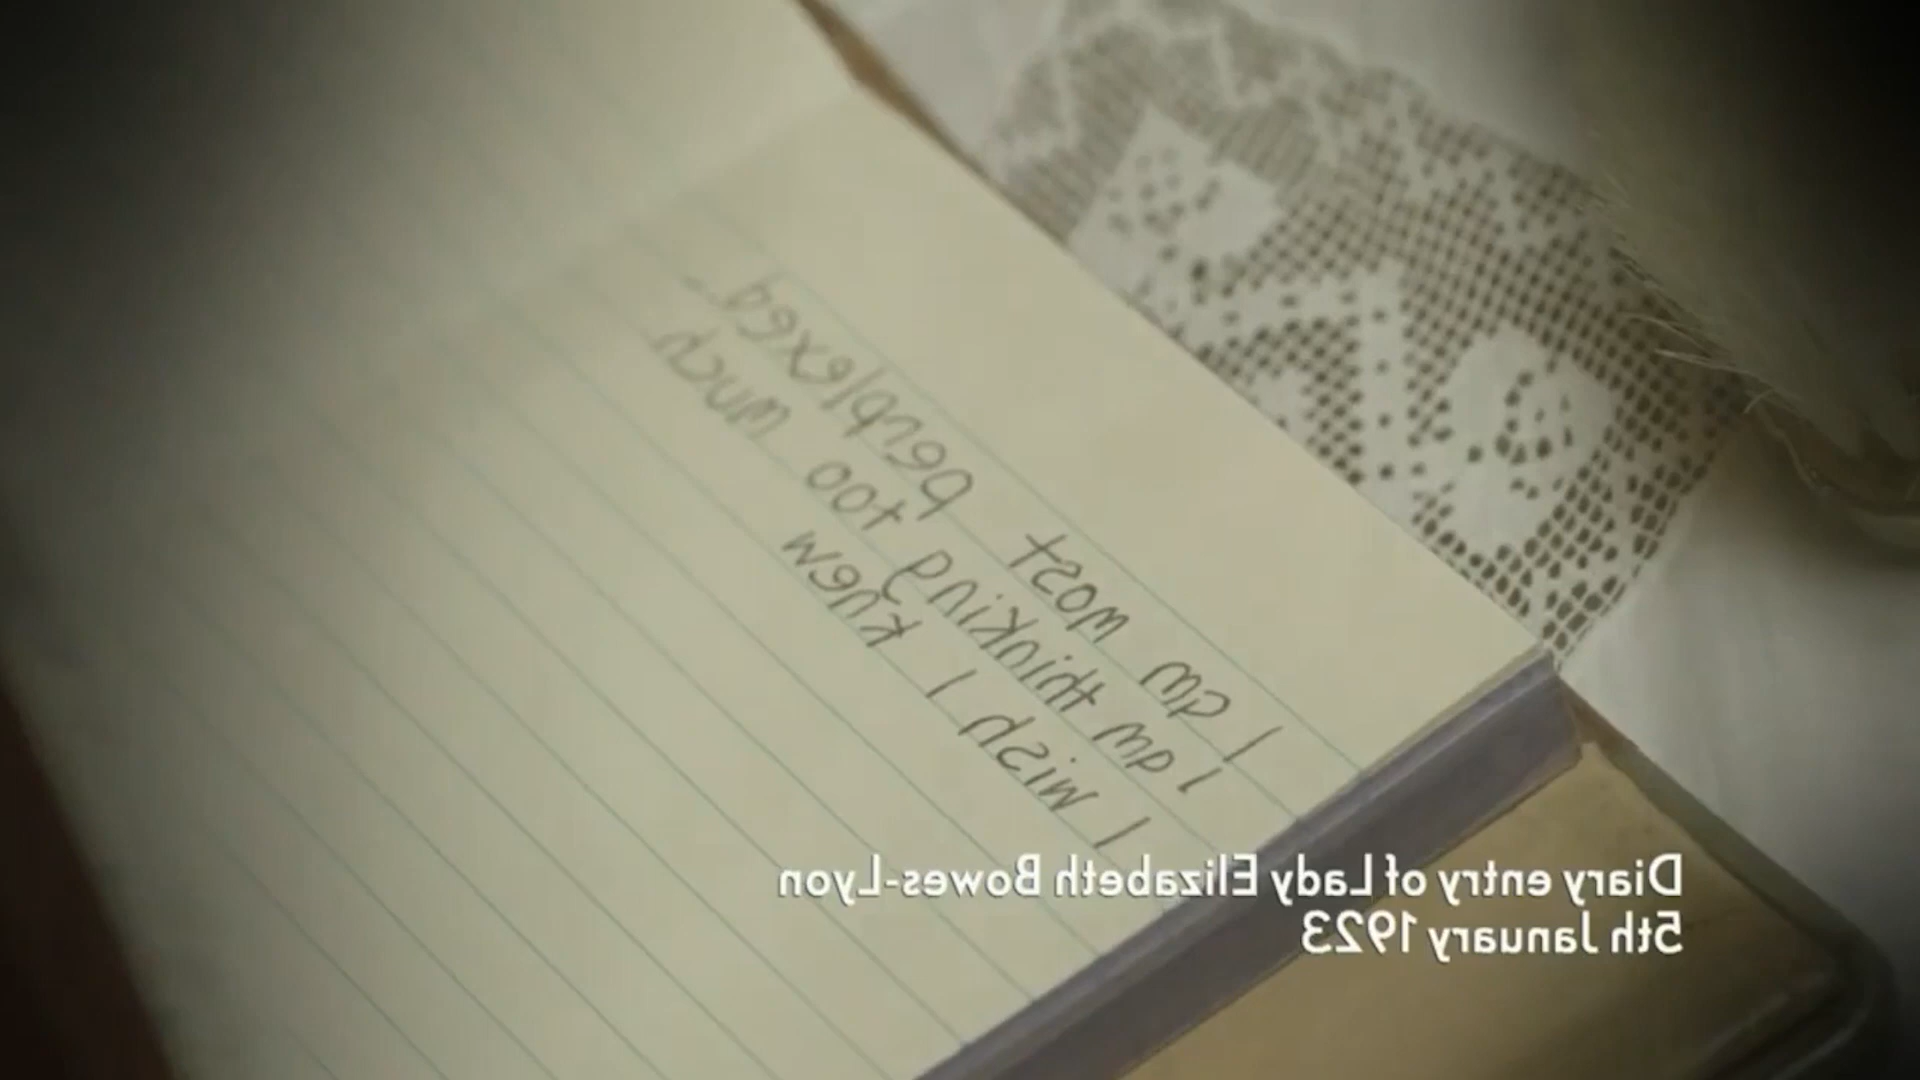 I am most perplexed..
I am thinking too much
I wish I knew
Diary entry of Lady Elizabeth Bowes-Lyon
5th January 1923